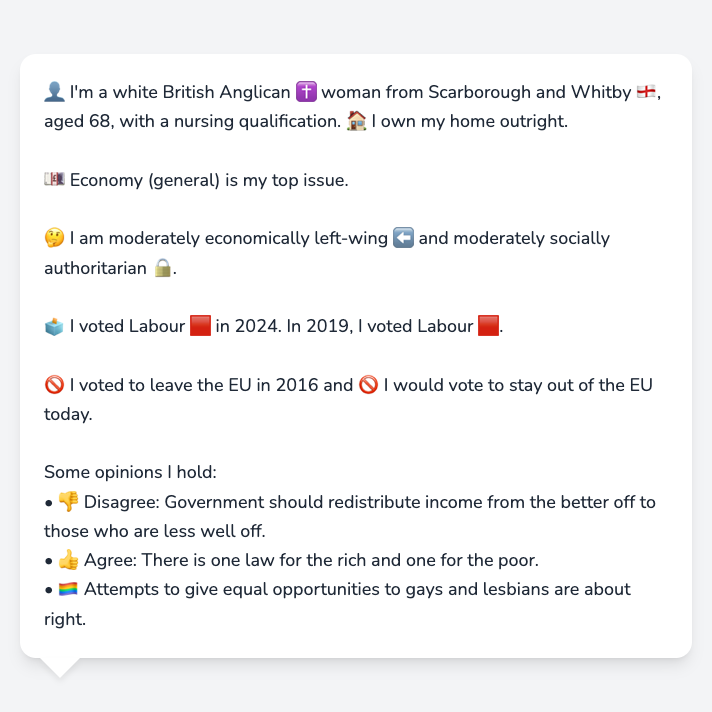 👤 I'm a white British Anglican ✝️ woman from Scarborough and Whitby 🏴󠁧󠁢󠁥󠁮󠁧󠁿,
aged 68, with a nursing qualification. 🏠 I own my home outright.
💷 Economy (general) is my top issue.
🤔 I am moderately economically left-wing ⬅️ and moderately socially
authoritarian 🔒.
🗳️ I voted Labour 🟥 in 2024. In 2019, I voted Labour 🟥.
🚫 I voted to leave the EU in 2016 and 🚫 I would vote to stay out of the EU
today.
Some opinions I hold:
• 👎 Disagree: Government should redistribute income from the better off to
those who are less well off.
• 👍 Agree: There is one law for the rich and one for the poor.
• 🏳️‍🌈 Attempts to give equal opportunities to gays and lesbians are about
right.